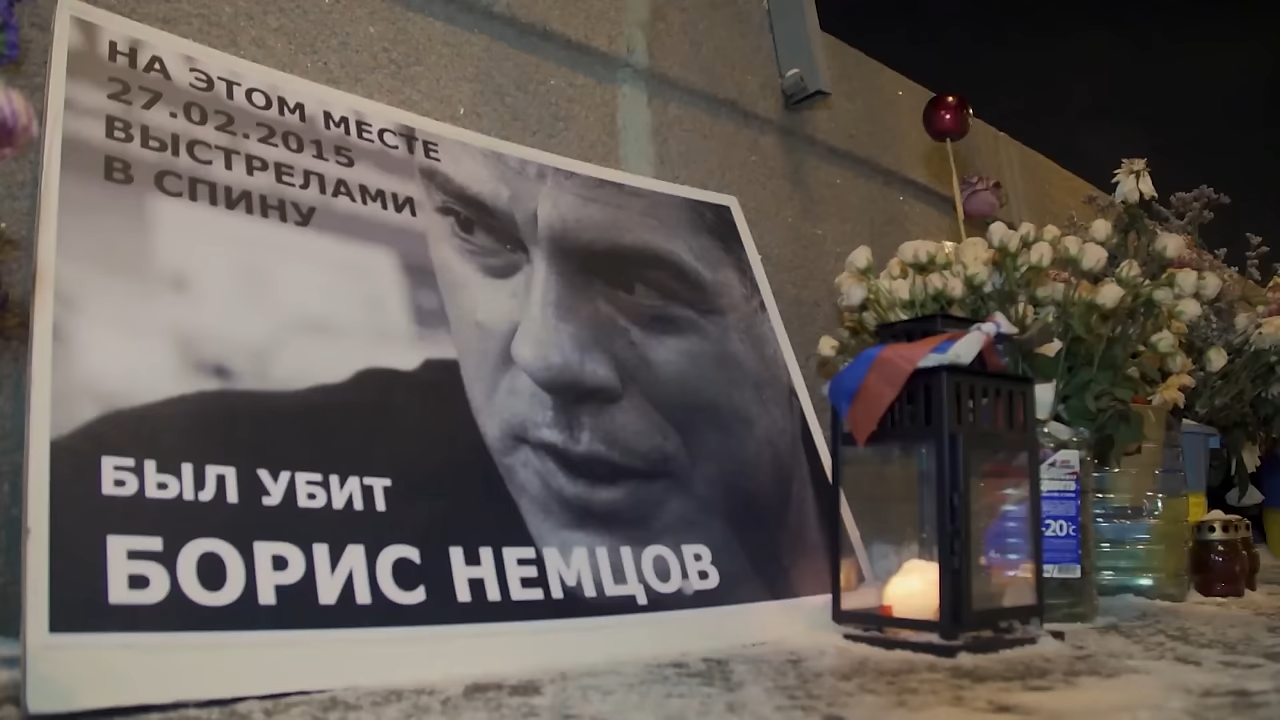 НА ЭТОМ МЕСТЕ
27.02.2015
ВЫСТРЕЛАМИ
В СПИНУ
БЫЛ УБИТ
БОРИС НЕМЦОВ
-20°C